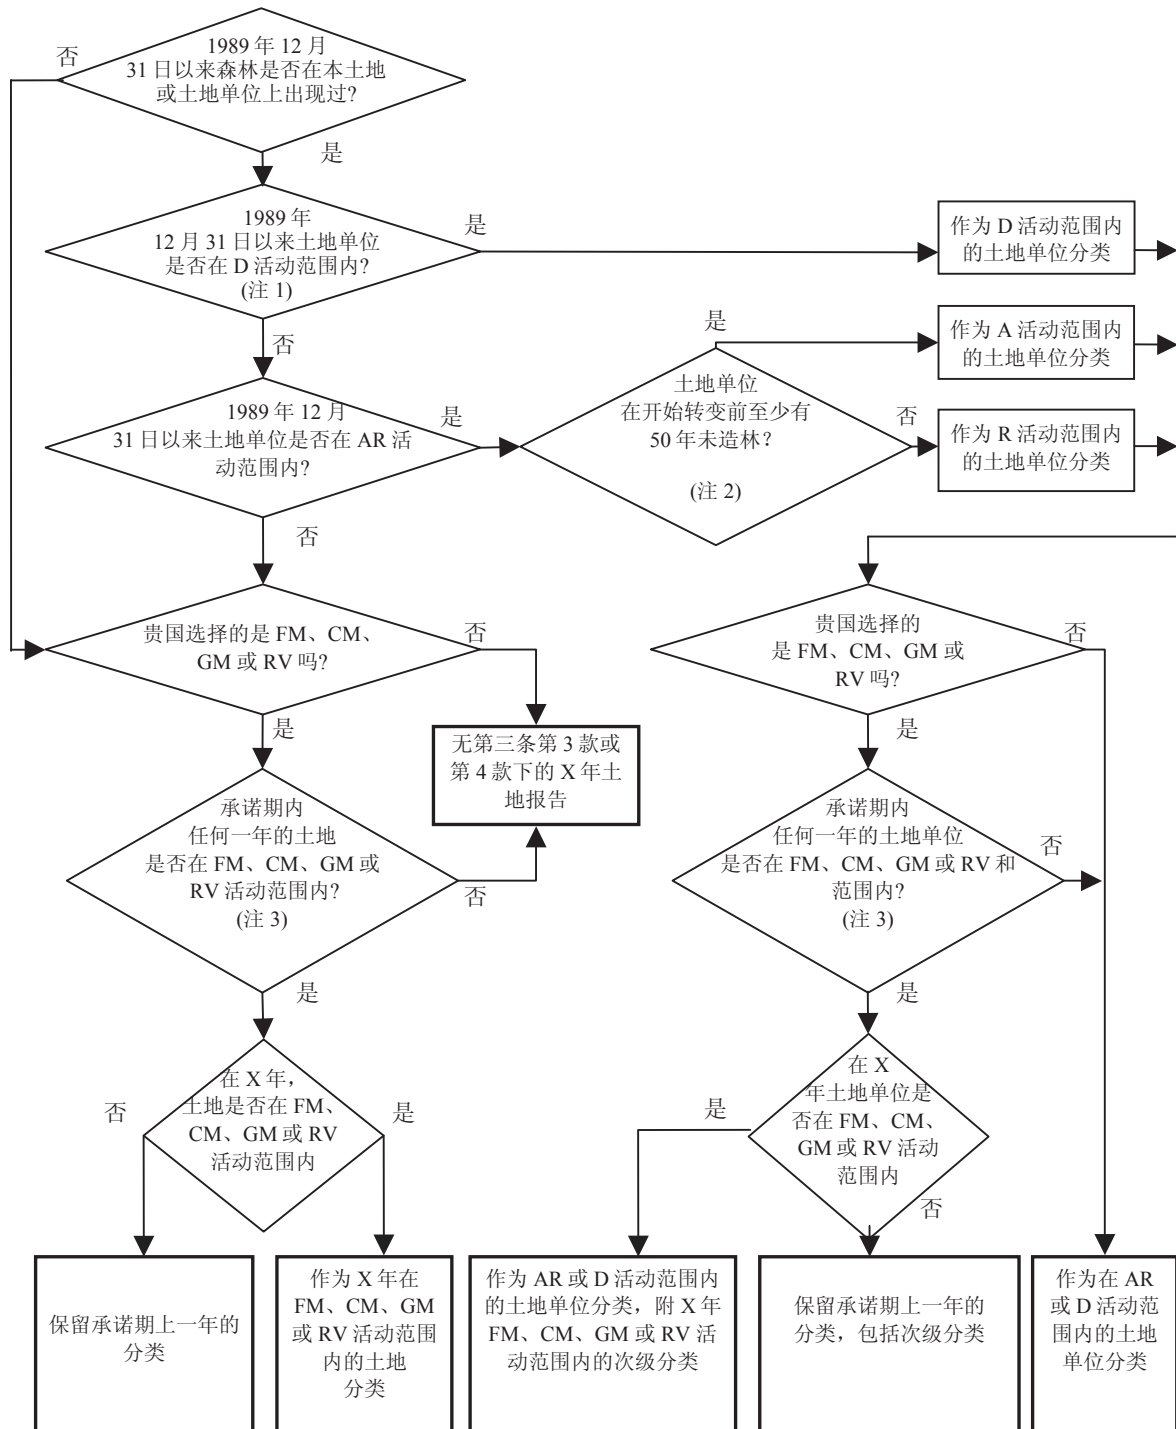 1989 年 12 月
31 日以来森林是否在本土地
或土地单位上出现过?
否
是
1989 年
12 月 31 日以来土地单位
是否在 D 活动范围内?
(注 1)
是
作为 D 活动范围内
的土地单位分类
否
1989 年 12 月
31 日以来土地单位是否在 AR 活
动范围内?
是
土地单位
在开始转变前至少有
50 年未造林?
(注 2)
是
作为 A 活动范围内
的土地单位分类
否
作为 R 活动范围内
的土地单位分类
否
贵国选择的是 FM、CM、
GM 或 RV 吗?
否
是
无第三条第 3 款或
第 4 款下的 X 年土
地报告
承诺期内
任何一年的土地
是否在 FM、CM、GM 或
RV 活动范围内?
(注 3)
否
是
在 X 年，
土地是否在 FM、
CM、GM 或 RV
活动范围内
否
是
保留承诺期上一年的
分类
作为 X 年在
FM、CM、GM
或 RV 活动范围
内的土地
分类
贵国选择的
是 FM、CM、GM 或
RV 吗?
否
是
承诺期内
任何一年的土地单位
是否在 FM、CM、GM 或 RV 和
范围内?
(注 3)
否
是
在 X
年土地单位是
否在 FM、CM、
GM 或 RV 活动
范围内
是
否
作为 AR 或 D 活动范围内
的土地单位分类，附 X 年
FM、CM、GM 或 RV 活
动范围内的次级分类
保留承诺期上一年的
分类，包括次级分类
作为在 AR
或 D 活动范
围内的土地
单位分类